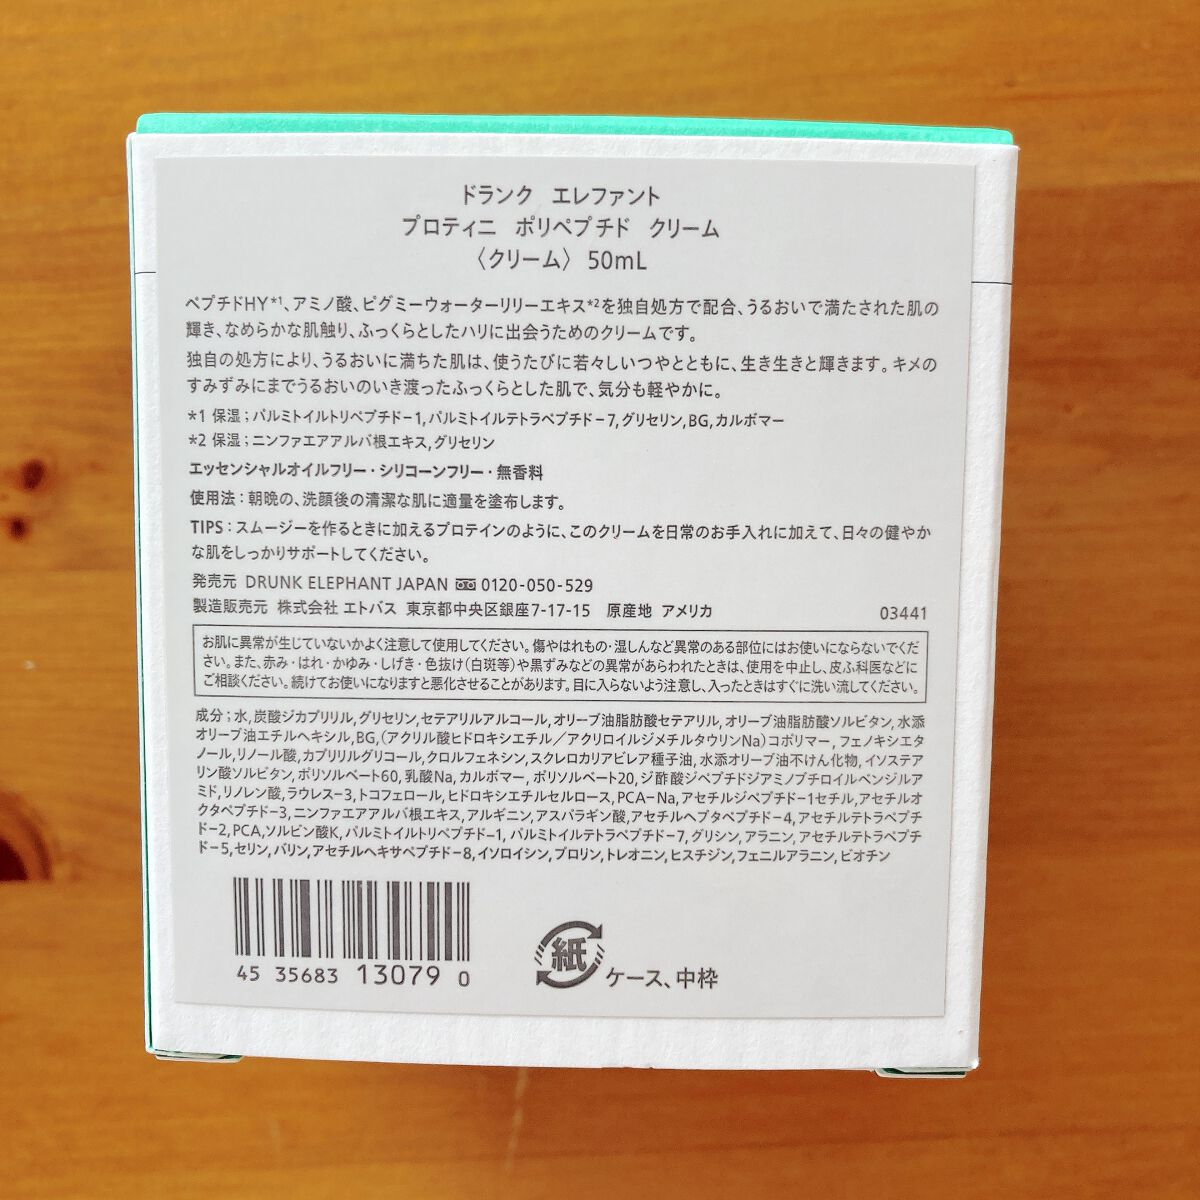 ドランク エレファント
プロティニ ポリペプチド クリーム
〈クリーム〉 50mL
ペプチドHY*1、アミノ酸、ピグミーウォーターリリーエキス*2を独自処方で配合、うるおいで満たされた肌の
輝き、なめらかな肌触り、ふっくらとしたハリに出会うためのクリームです。
独自の処方により、うるおいに満ちた肌は、使うたびに若々しいつやとともに、生き生きと輝きます。キメの
すみずみにまでうるおいのいき渡ったふっくらとした肌で、気分も軽やかに。
*1 保湿；パルミトイルトリペプチド-1,パルミトイルテトラペプチド-7,グリセリン,BG,カルボマー
*2 保湿；ニンファエアアルバ根エキス,グリセリン
エッセンシャルオイルフリー・シリコーンフリー・無香料
使用法：朝晩の、洗顔後の清潔な肌に適量を塗布します。
TIPS：スムージーを作るときに加えるプロテインのように、このクリームを日常のお手入れに加えて、日々の健やか
な肌をしっかりサポートしてください。
発売元 DRUNK ELEPHANT JAPAN 0120-050-529
製造販売元 株式会社 エトバス 東京都中央区銀座7-17-15 原産地 アメリカ 03441
お肌に異常が生じていないかよく注意して使用してください。傷やはれもの・湿しんなど異常のある部位にはお使いにならないでくだ
さい。また、赤み・はれ・かゆみ・しげき・色抜け(白斑等)や黒ずみなどの異常があらわれたときは、使用を中止し、皮ふ科医などに
ご相談ください。続けてお使いになりますと悪化させることがあります。目に入らないよう注意し、入ったときはすぐに洗い流してください。
成分；水,炭酸ジカプリリル,グリセリン,セテアリルアルコール,オリーブ油脂肪酸セテアリル,オリーブ油脂肪酸ソルビタン,水添
オリーブ油エチルヘキシル,BG,(アクリル酸ヒドロキシエチル／アクリロイルジメチルタウリンNa)コポリマー,フェノキシエタ
ノール,リノール酸,カプリリルグリコール,クロルフェネシン,スクレロカリアビレア種子油,水添オリーブ油不けん化物,イソステア
リン酸ソルビタン,ポリソルベート60,乳酸Na,カルボマー,ポリソルベート20,ジ酢酸ジペプチドジアミノブチロイルベンジルア
ミド,リノレン酸,ラウレス-3,トコフェロール,ヒドロキシエチルセルロース,PCA-Na,アセチルジペプチド-1セチル,アセチルオ
クタペプチド-3,ニンファエアアルバ根エキス,アルギニン,アスパラギン酸,アセチルヘプタペプチド-4,アセチルテトラペプチ
ド-2,PCA,ソルビン酸K,パルミトイルトリペプチド-1,パルミトイルテトラペプチド-7,グリシン,アラニン,アセチルテトラペプチ
ド-5,セリン,バリン,アセチルヘキサペプチド-8,イソロイシン,プロリン,トレオニン,ヒスチジン,フェニルアラニン,ビオチン
45 35683 13079 0
紙
ケース、中枠